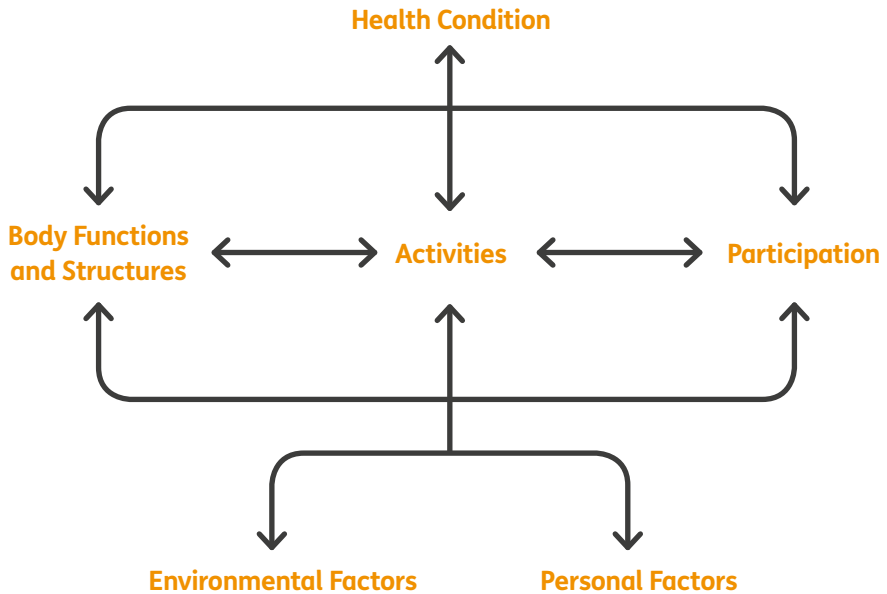 Health Condition
Body Functions
and Structures
Activities
Participation
Environmental Factors
Personal Factors